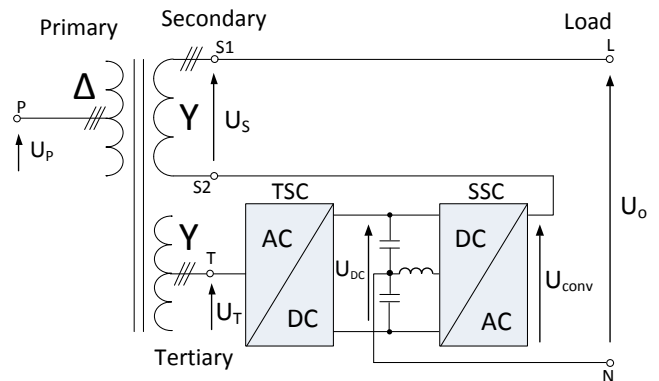 Primary
Secondary
Load
S1
L
Δ
P
Y
U_P
U_S
S2
TSC
SSC
U_o
Y
AC
DC
T
U_DC
U_conv
U_T
DC
AC
Tertiary
N